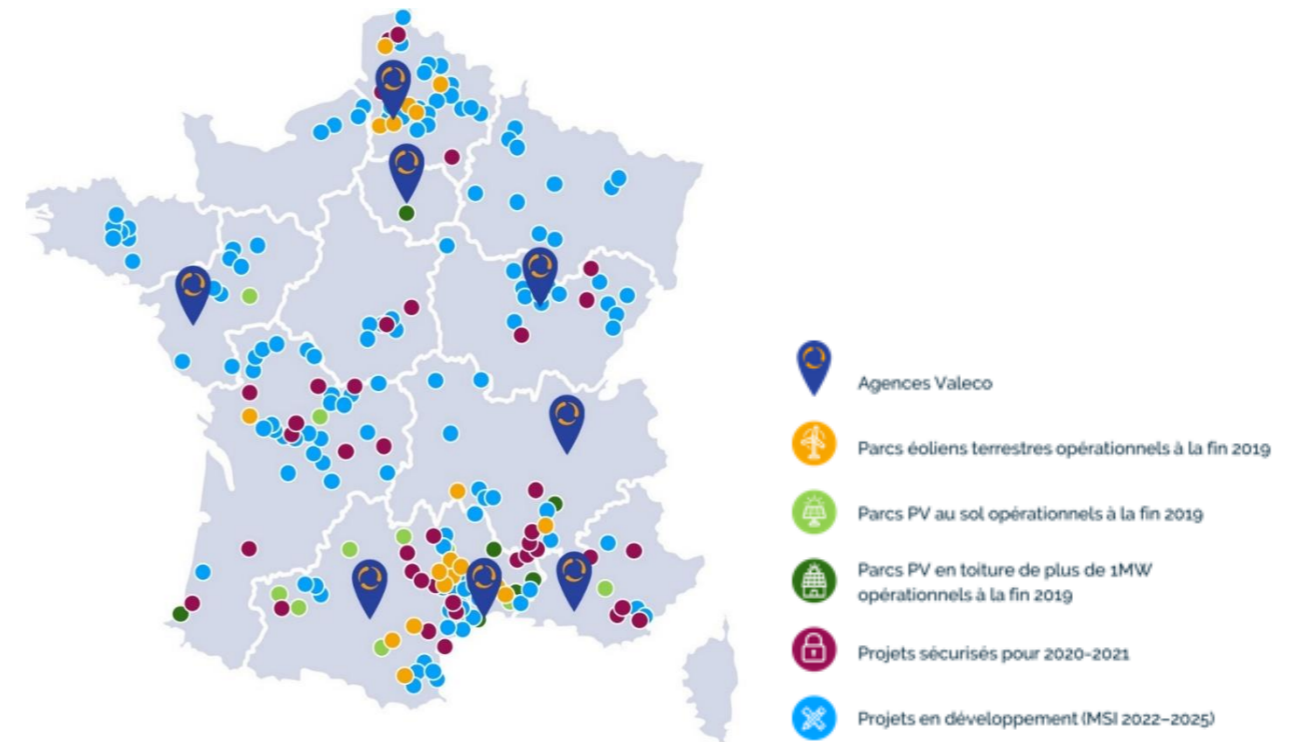 Agences Valeco
Parcs éoliens terrestres opérationnels à la fin 2019
Parcs PV au sol opérationnels à la fin 2019
Parcs PV en toiture de plus de 1MW
opérationnels à la fin 2019
Projets sécurisés pour 2020-2021
Projets en développement (MSI 2022–2025)